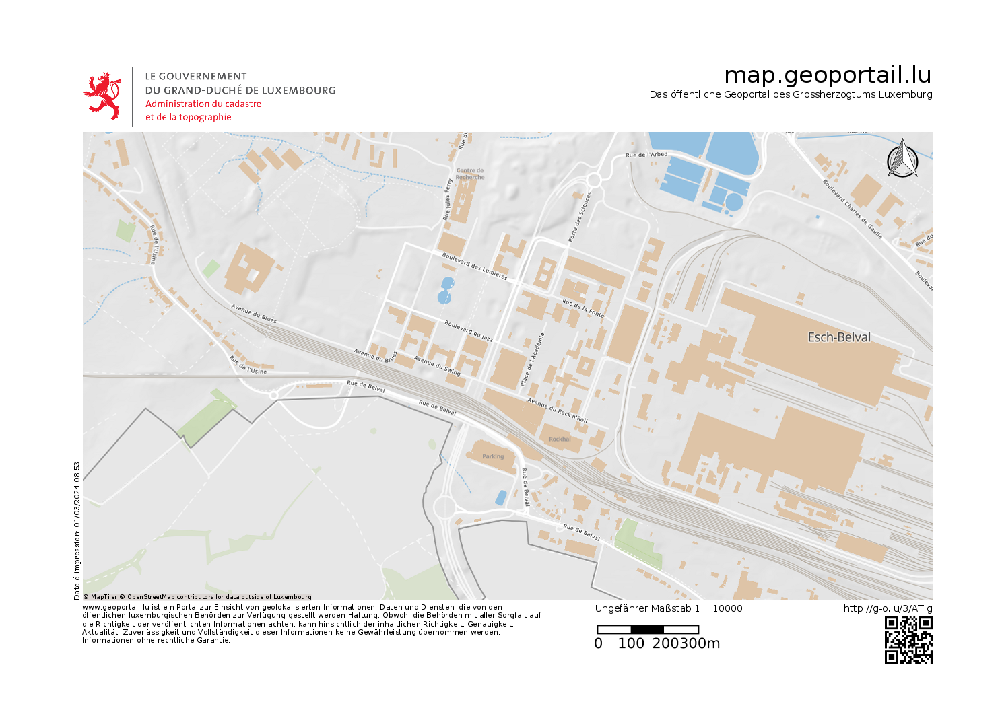 LE GOUVERNEMENT
DU GRAND-DUCHÉ DE LUXEMBOURG
Administration du cadastre
et de la topographie
map.geoportail.lu
Das öffentliche Geoportal des Grossherzogtums Luxemburg
Rue du
Rue de l'Arbed
Centre de
Recherche
Rue Jules Ferry
Porte des Sciences
Boulevard Charles de Gaulle
Rue du
Boulevard
Rue de l'Usine
Boulevard des Lumières
Rue de la Fonte
Avenue du Blues
Boulevard du Jazz
Place de l'Académie
Esch-Belval
Avenue du Blues
Avenue du Swing
Rue de l'Usine
Rue de Belval
Rue de Belval
Avenue du Rock'n'Roll
Rockhal
Parking
Rue de Belval
Rue de Belval
Date d'impression: 01/03/2024 08:53
© MapTiler © OpenStreetMap contributors for data outside of Luxembourg
www.geoportail.lu ist ein Portal zur Einsicht von geolokalisierten Informationen, Daten und Diensten, die von den
öffentlichen luxemburgischen Behörden zur Verfügung gestellt werden Haftung: Obwohl die Behörden mit aller Sorgfalt auf
die Richtigkeit der veröffentlichten Informationen achten, kann hinsichtlich der inhaltlichen Richtigkeit, Genauigkeit,
Aktualität, Zuverlässigkeit und Vollständigkeit dieser Informationen keine Gewährleistung übernommen werden.
Informationen ohne rechtliche Garantie.
Ungefährer Maßstab 1: 10000
0 100 200300m
http://g-o.lu/3/ATlg